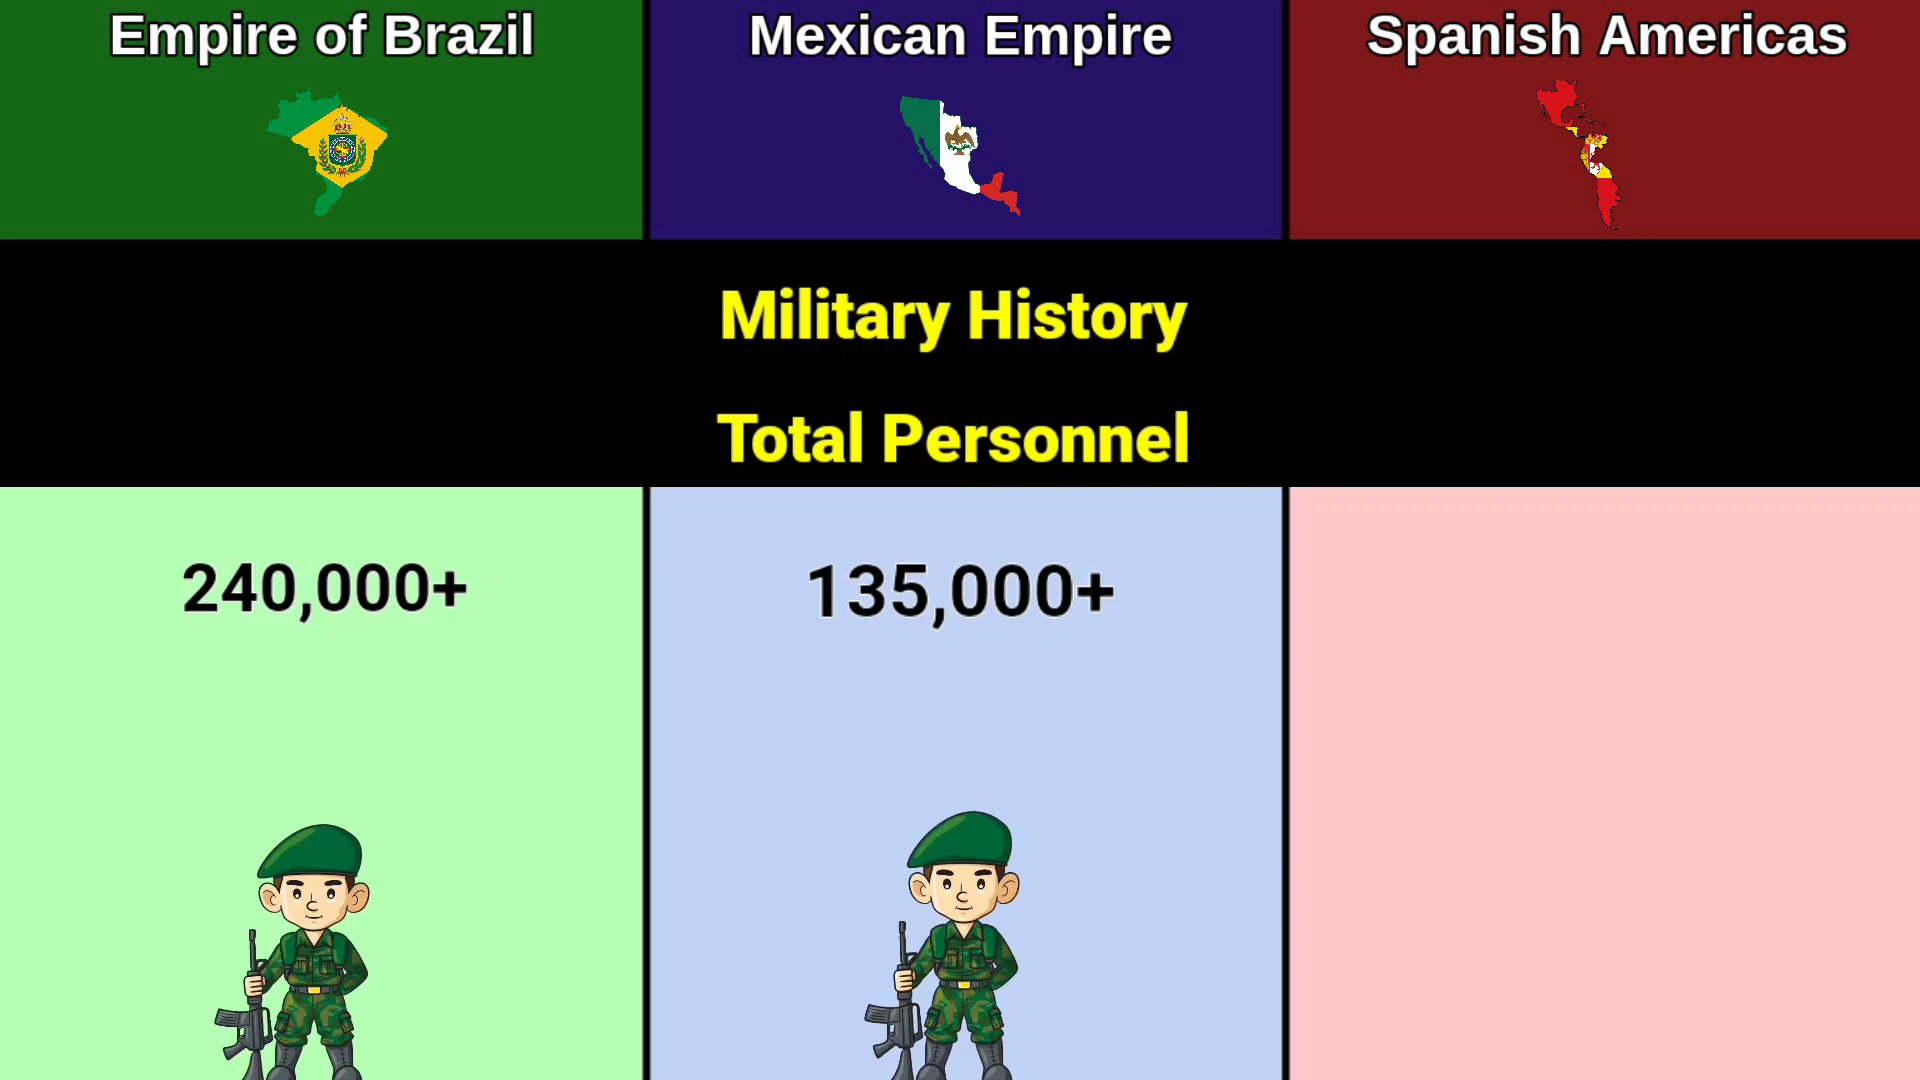 Empire of Brazil
Mexican Empire
Spanish Americas
Military History
Total Personnel
240,000+
135,000+